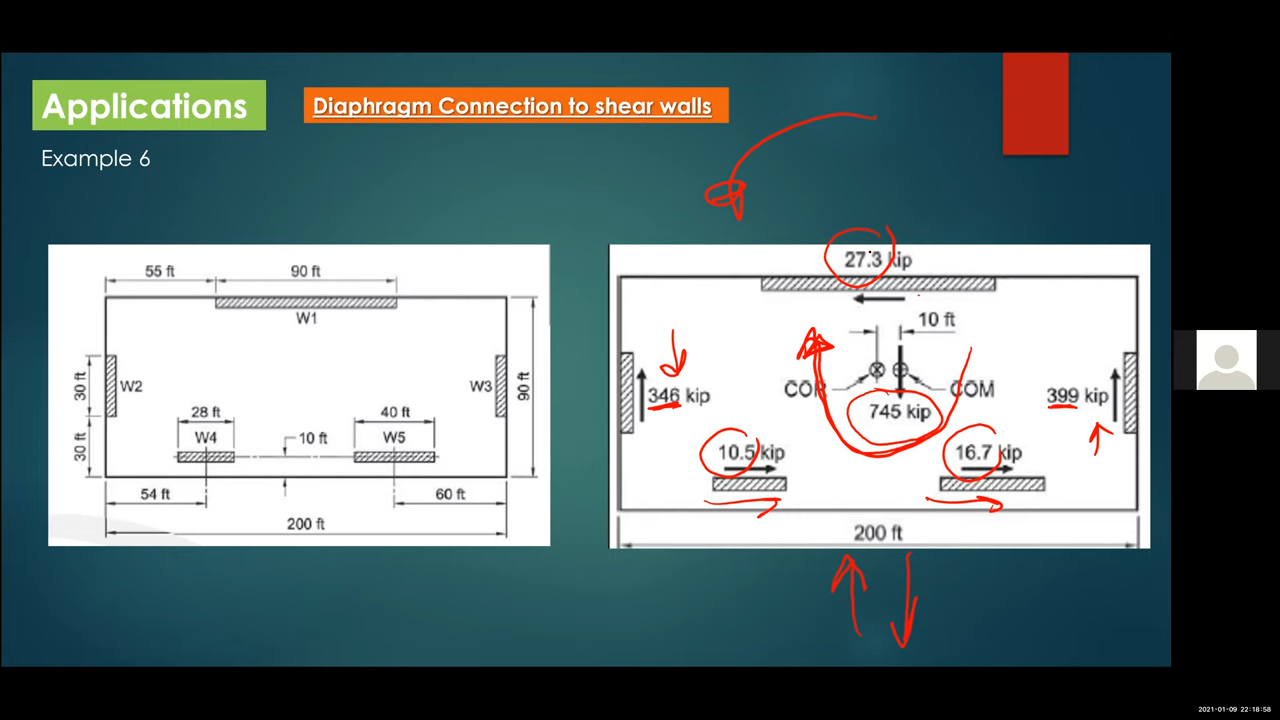 Applications
Diaphragm Connection to shear walls
Example 6
55 ft
90 ft
W1
30 ft
W2
W3
90 ft
30 ft
28 ft
40 ft
W4
10 ft
W5
54 ft
60 ft
200 ft
27.3 kip
10 ft
346 kip
COR
COM
399 kip
745 kip
10.5 kip
16.7 kip
200 ft
2021-01-09 22:18:58